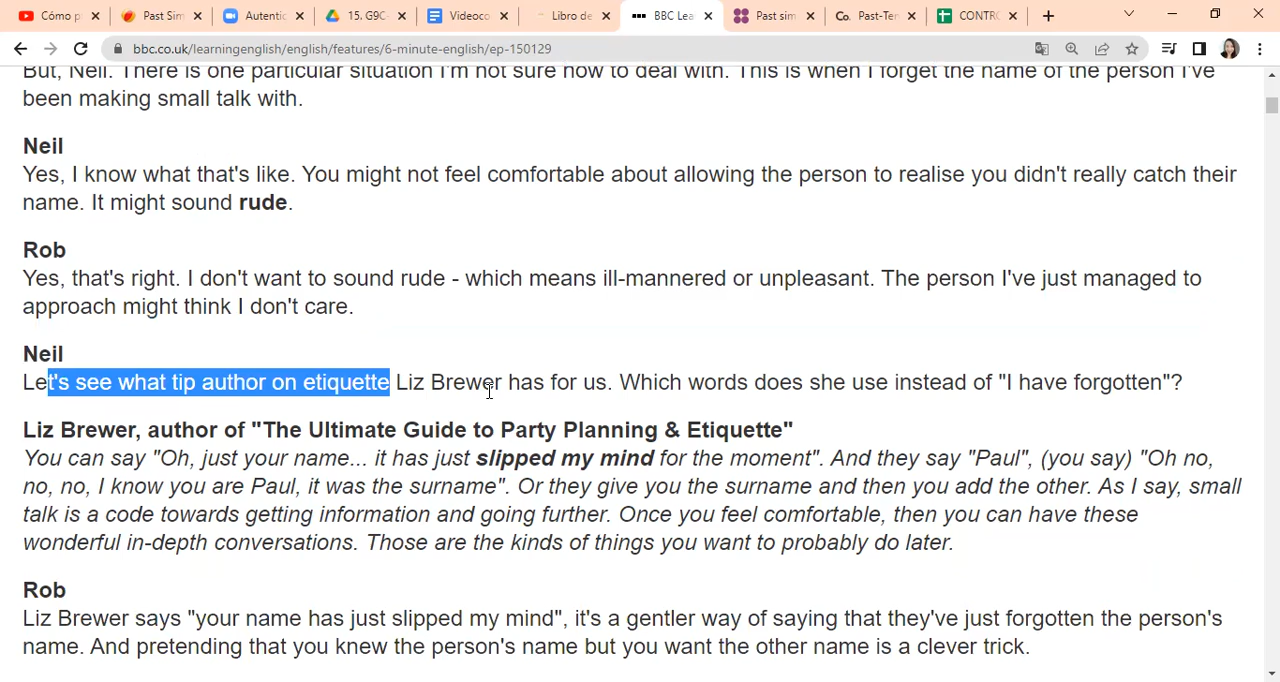 Cómo p
Past Sim
Autentic
15. G9C
Videoco
Libro de
BBC Lea
Past sim
Co. Past-Ten
CONTRO
bbc.co.uk/learningenglish/english/features/6-minute-english/ep-150129
But, Neil. There is one particular situation I'm not sure how to deal with. This is when I forget the name of the person I've
been making small talk with.
Neil
Yes, I know what that's like. You might not feel comfortable about allowing the person to realise you didn't really catch their
name. It might sound rude.
Rob
Yes, that's right. I don't want to sound rude - which means ill-mannered or unpleasant. The person I've just managed to
approach might think I don't care.
Neil
Let's see what tip author on etiquette Liz Brewer has for us. Which words does she use instead of "I have forgotten"?
Liz Brewer, author of "The Ultimate Guide to Party Planning & Etiquette"
You can say "Oh, just your name... it has just slipped my mind for the moment". And they say "Paul", (you say) "Oh no,
no, no, I know you are Paul, it was the surname". Or they give you the surname and then you add the other. As I say, small
talk is a code towards getting information and going further. Once you feel comfortable, then you can have these
wonderful in-depth conversations. Those are the kinds of things you want to probably do later.
Rob
Liz Brewer says "your name has just slipped my mind", it's a gentler way of saying that they've just forgotten the person's
name. And pretending that you knew the person's name but you want the other name is a clever trick.